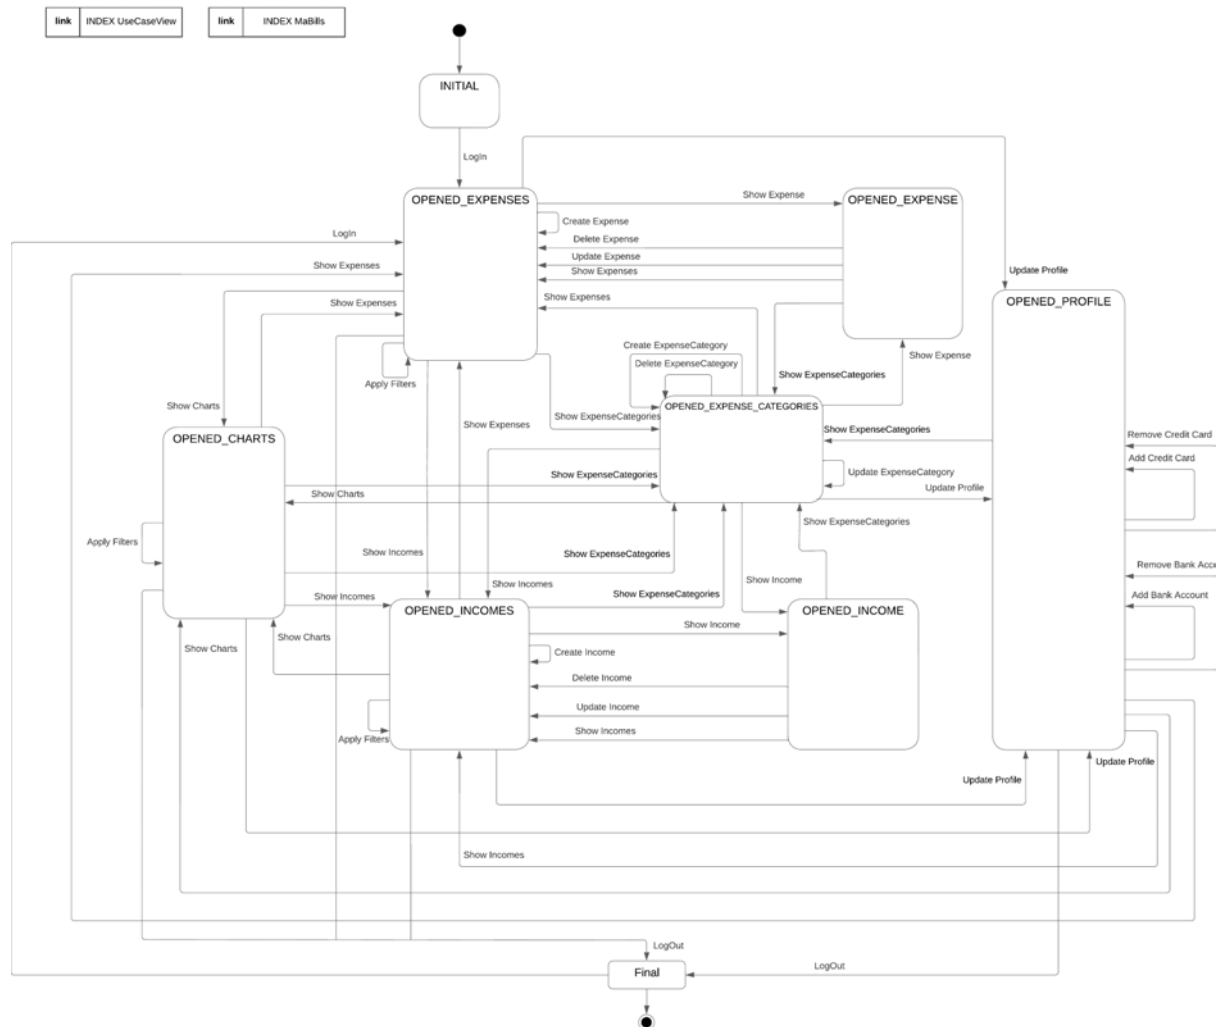 link INDEX UseCaseView
link INDEX MaBills
INITIAL
LogIn
OPENED_EXPENSES
Show Expense
OPENED_EXPENSE
Create Expense
LogIn
Delete Expense
Update Expense
Show Expenses
Show Expenses
Update Profile
Show Expenses
Show Expenses
OPENED_PROFILE
Create ExpenseCategory
Show Expense
Delete ExpenseCategory
Apply Filters
Show ExpenseCategories
Show Charts
OPENED_EXPENSE_CATEGORIES
Show ExpenseCategories
Show Expenses
Show ExpenseCategories
Remove Credit Card
OPENED_CHARTS
Add Credit Card
Show ExpenseCategories
Update ExpenseCategory
Show Charts
Update Profile
Show ExpenseCategories
Apply Filters
Show Incomes
Show ExpenseCategories
Remove Bank Acco
Show Incomes
Show Income
Show ExpenseCategories
Add Bank Account
Show Incomes
OPENED_INCOMES
OPENED_INCOME
Show Income
Show Charts
Show Charts
Create Income
Delete Income
Update Income
Apply Filters
Show Incomes
Update Profile
Update Profile
Show Incomes
LogOut
LogOut
Final